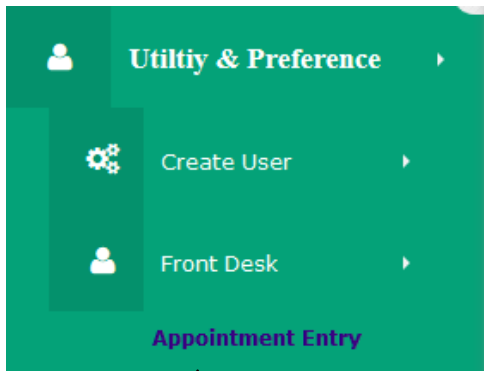 Utiltiy & Preference
Create User
Front Desk
Appointment Entry